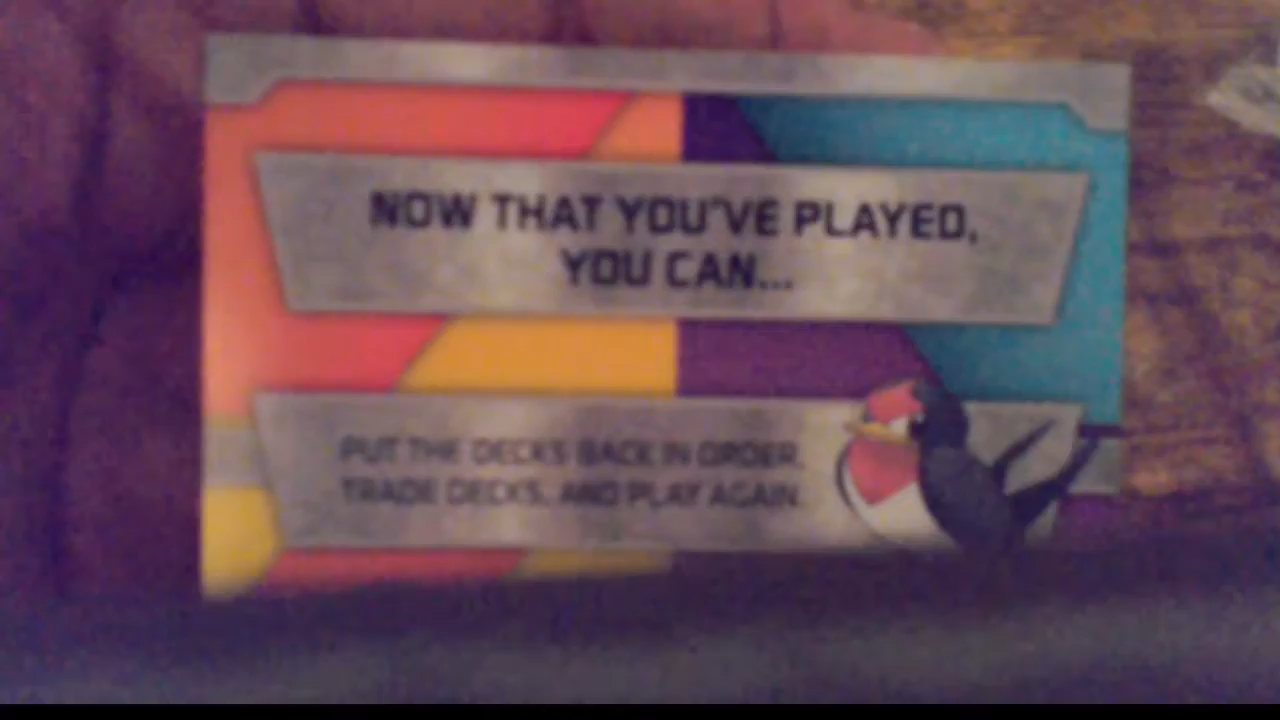 NOW THAT YOU'VE PLAYED,
YOU CAN...
PUT THE DECKS BACK IN ORDER,
TRADE DECKS, AND PLAY AGAIN.